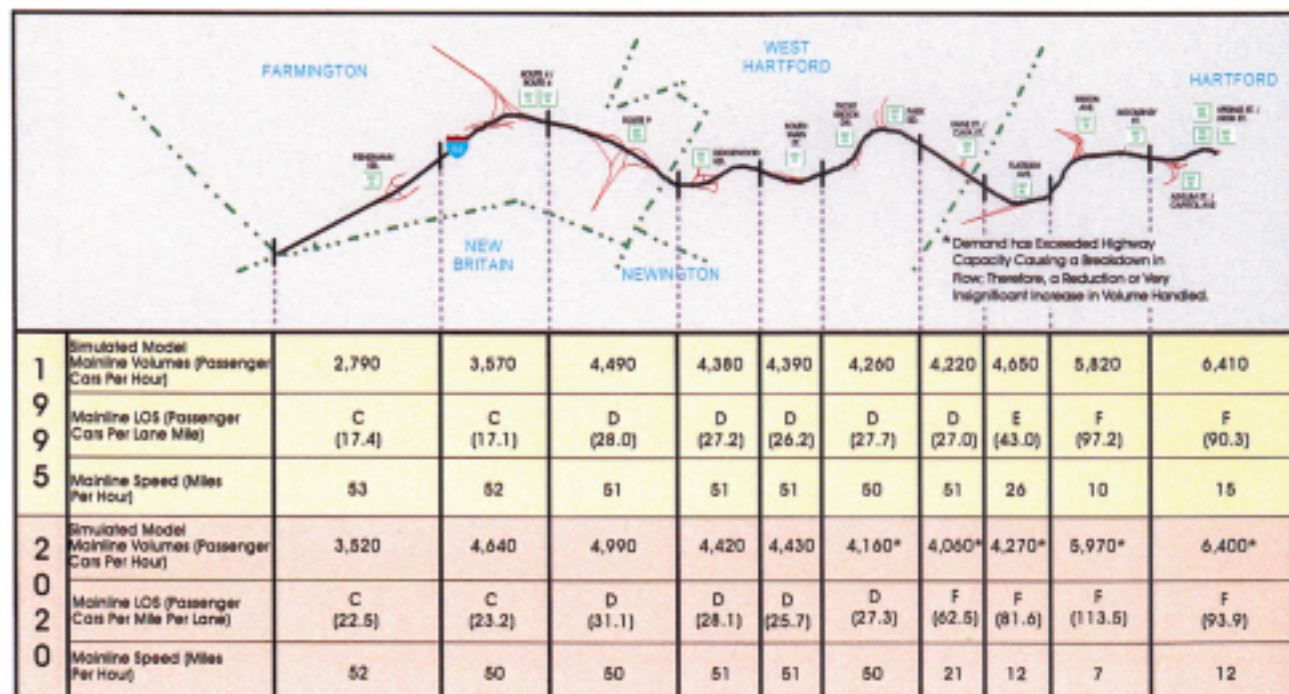 WEST
HARTFORD
FARMINGTON
HARTFORD
ROUTE 9
NEW
BRITAIN
NEWINGTON
* Demand has Exceeded Highway
Capacity Causing a Breakdown in
Flow; Therefore, a Reduction or Very
Insignificant Increase in Volume Handled.
1995
Simulated Model
Mainline Volumes (Passenger
Cars Per Hour)
2,790 3,570 4,490 4,380 4,390 4,260 4,220 4,650 5,820 6,410
Mainline LOS (Passenger
Cars Per Lane Mile)
C C D D D D D E F F
(17.4) (17.1) (28.0) (27.2) (26.2) (27.7) (27.0) (43.0) (97.2) (90.3)
Mainline Speed (Miles
Per Hour)
53 52 51 51 51 50 51 26 10 15
2020
Simulated Model
Mainline Volumes (Passenger
Cars Per Hour)
3,520 4,640 4,990 4,420 4,430 4,160* 4,060* 4,270* 5,970* 6,400*
Mainline LOS (Passenger
Cars Per Mile Per Lane)
C C D D D D F F F F
(22.5) (23.2) (31.1) (28.1) (25.7) (27.3) (62.5) (81.6) (113.5) (93.9)
Mainline Speed (Miles
Per Hour)
52 50 50 51 51 50 21 12 7 12